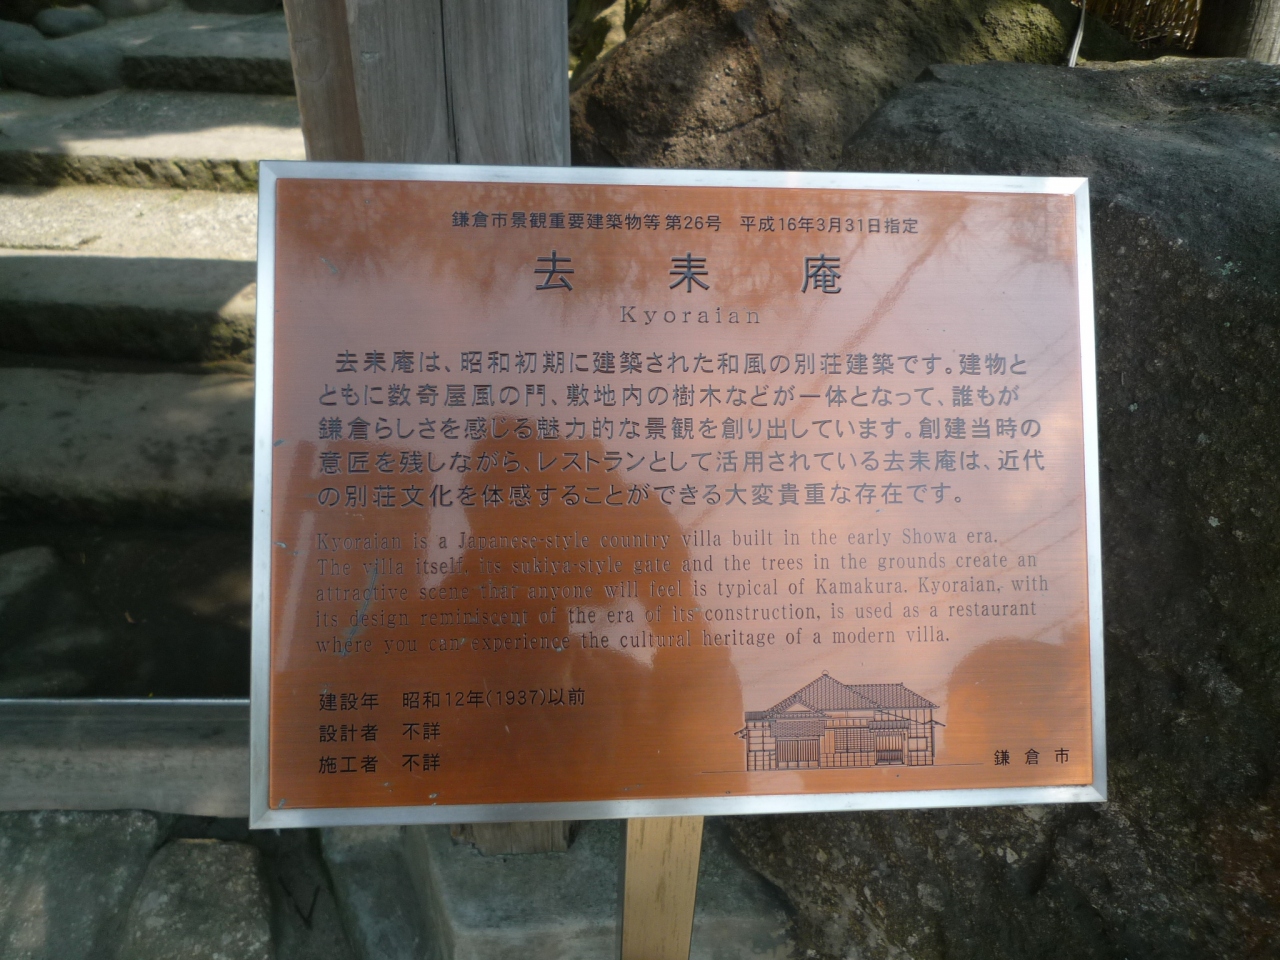 鎌倉市景観重要建築物等第26号　平成16年3月31日指定
去来庵
Kyoraian
去来庵は、昭和初期に建築された和風の別荘建築です。建物と
ともに数奇屋風の門、敷地内の樹木などが一体となって、誰もが
鎌倉らしさを感じる魅力的な景観を創り出しています。創建当時の
意匠を残しながら、レストランとして活用されている去来庵は、近代
の別荘文化を体感することができる大変貴重な存在です。
Kyoraian is a Japanese-style country villa built in the early Showa era.
The villa itself, its sukiya-style gate and the trees in the grounds create an
attractive scene that anyone will feel is typical of Kamakura. Kyoraian, with
its design reminiscent of the era of its construction, is used as a restaurant
where you can experience the cultural heritage of a modern villa.
建設年　昭和12年(1937)以前
設計者　不詳
施工者　不詳
鎌倉市